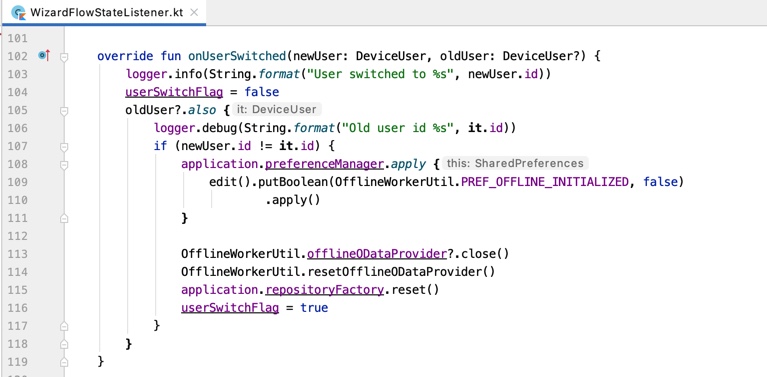 WizardFlowStateListener.kt ×
101
102 override fun onUserSwitched(newUser: DeviceUser, oldUser: DeviceUser?) {
103 logger.info(String.format("User switched to %s", newUser.id))
104 userSwitchFlag = false
105 oldUser?.also { it: DeviceUser
106 logger.debug(String.format("Old user id %s", it.id))
107 if (newUser.id != it.id) {
108 application.preferenceManager.apply { this: SharedPreferences
109 edit().putBoolean(OfflineWorkerUtil.PREF_OFFLINE_INITIALIZED, false)
110 .apply()
111 }
112
113 OfflineWorkerUtil.offlineODataProvider?.close()
114 OfflineWorkerUtil.resetOfflineODataProvider()
115 application.repositoryFactory.reset()
116 userSwitchFlag = true
117 }
118 }
119 }